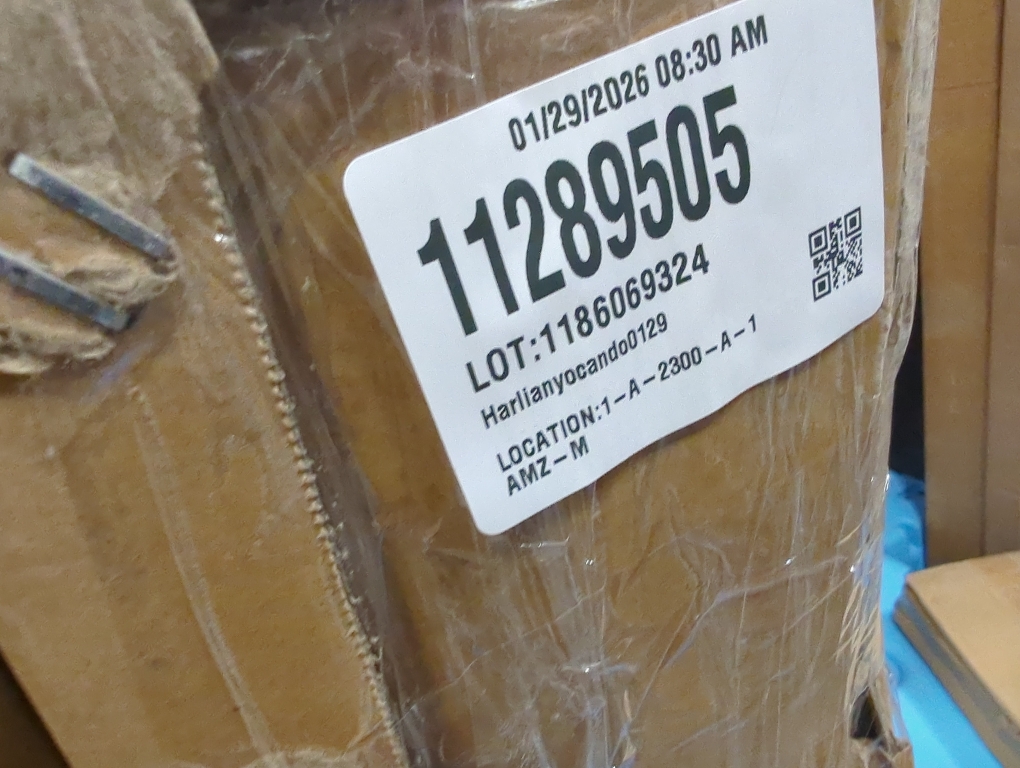 01/29/2026 08:30 AM
11289505
LOT:1186069324
Harlianyocando0129
LOCATION:1-A-2300-A-1
AMZ-M